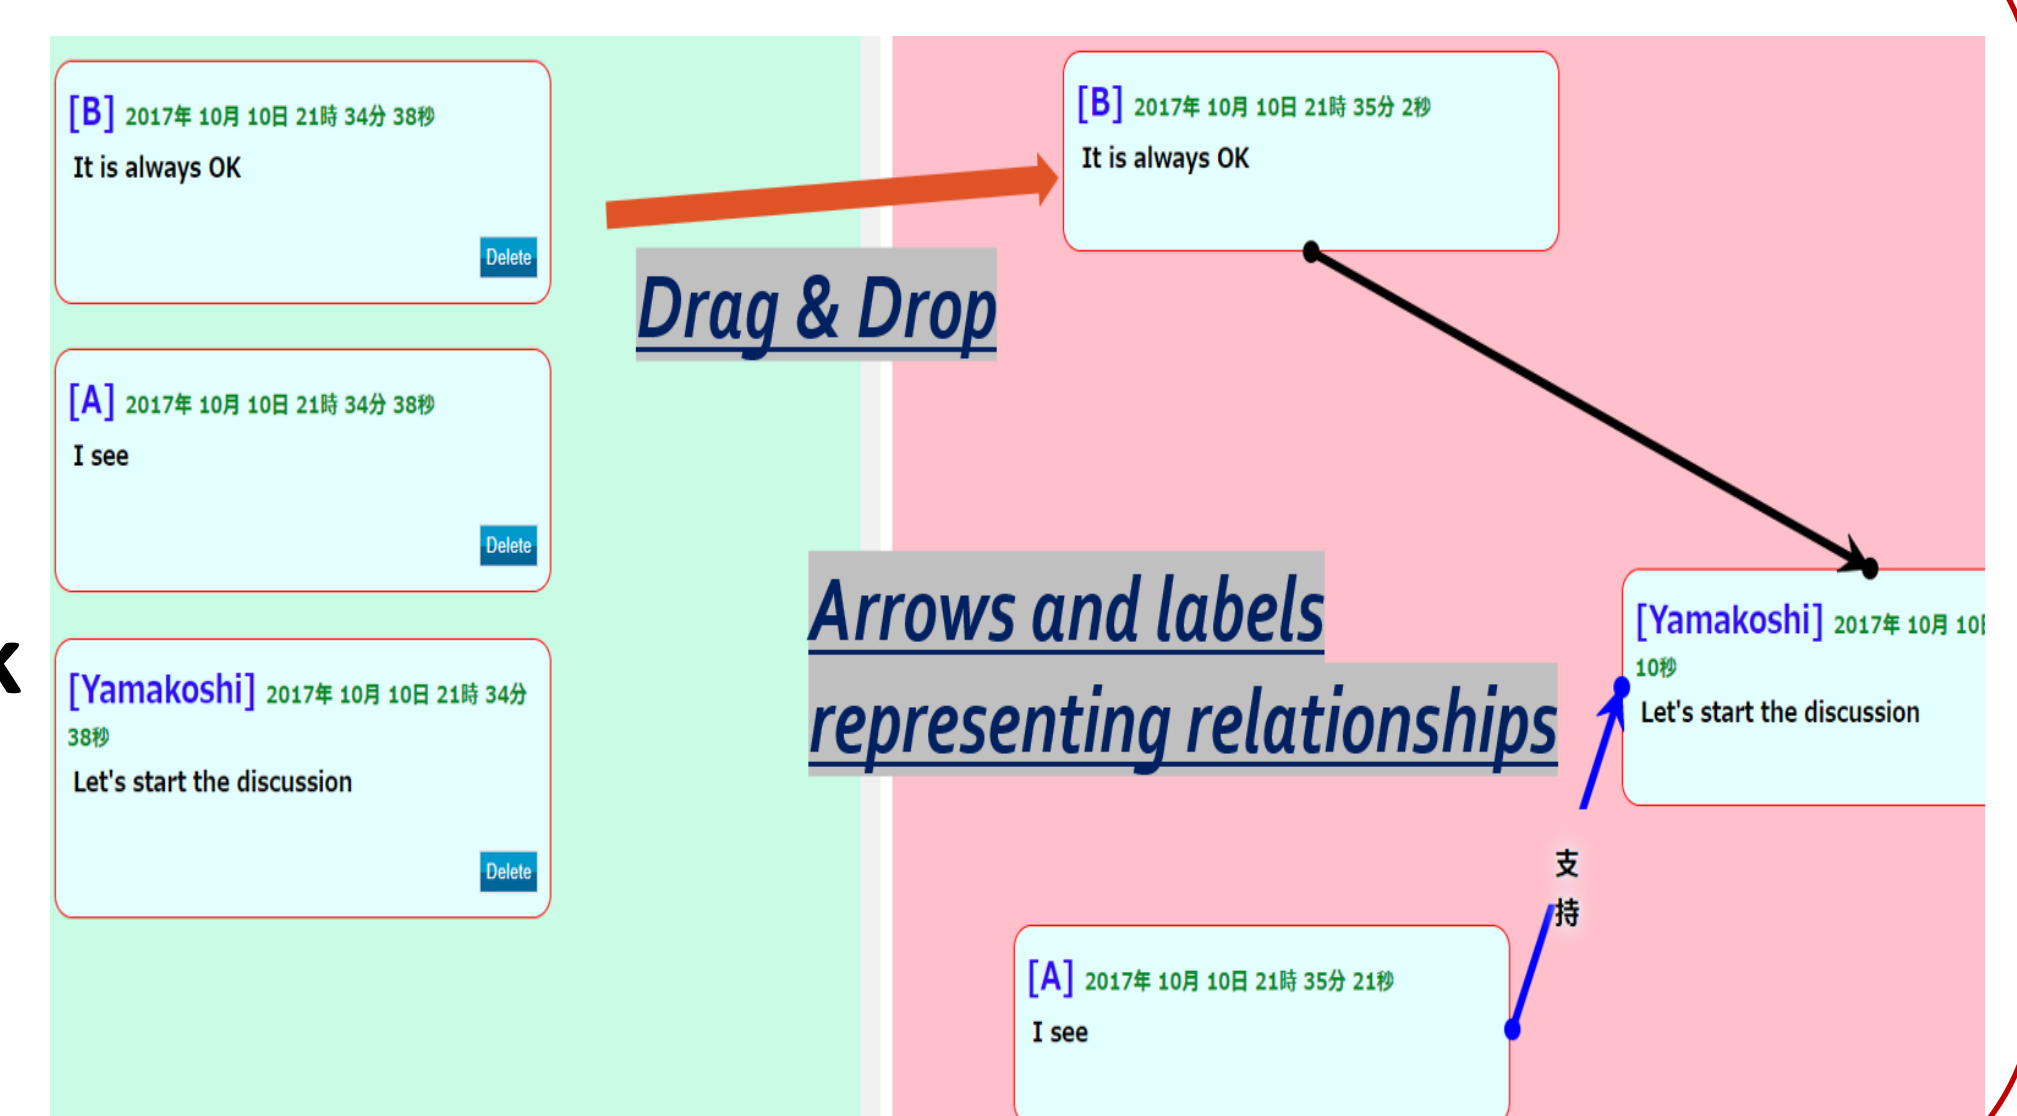 [B] 2017年 10月 10日 21時 34分 38秒
It is always OK
Delete
[A] 2017年 10月 10日 21時 34分 38秒
I see
Delete
k
[Yamakoshi] 2017年 10月 10日 21時 34分
38秒
Let's start the discussion
Delete
Drag & Drop
Arrows and labels
representing relationships
[B] 2017年 10月 10日 21時 35分 2秒
It is always OK
[Yamakoshi] 2017年 10月 10日
10秒
Let's start the discussion
支
持
[A] 2017年 10月 10日 21時 35分 21秒
I see